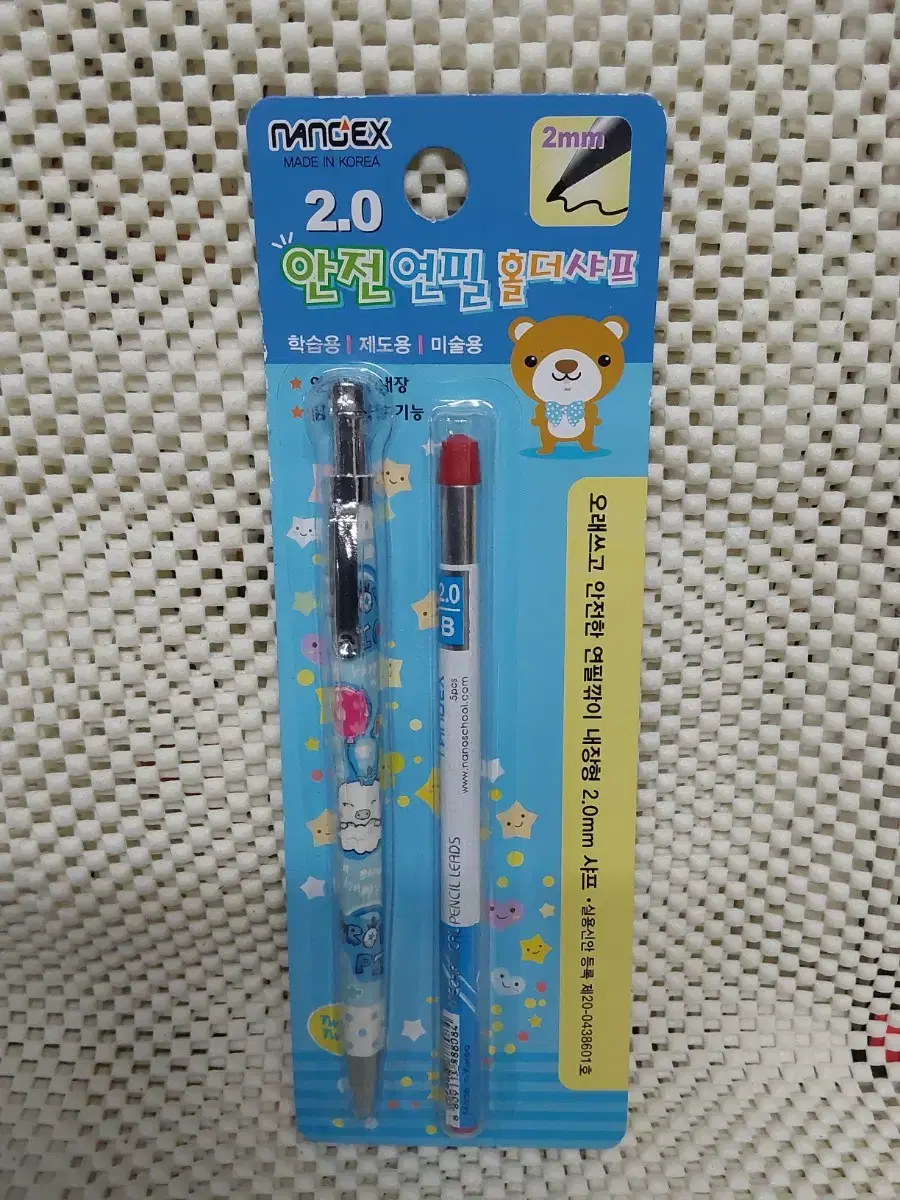 NANOEX
MADE IN KOREA
2mm
2.0
안전연필 홀더샤프
학습용 | 제도용 | 미술용
내장
기능
오래쓰고 안전한 연필깎이 내장형 2.0mm 샤프 · 실용신안 등록 제20-0438601호
2.0
B
5pcs
www.nanoschool.com
PENCIL LEADS